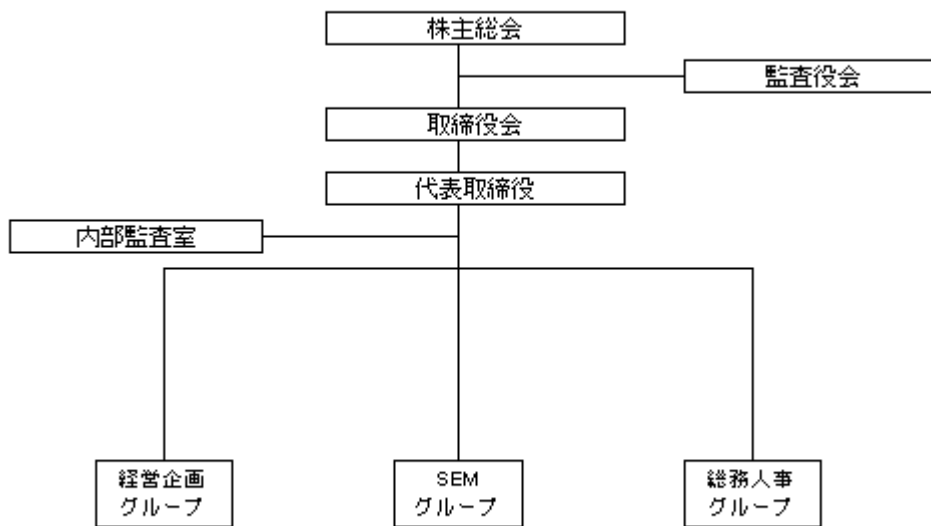 株主総会
監査役会
取締役会
代表取締役
内部監査室
経営企画
グループ
SEM
グループ
総務人事
グループ